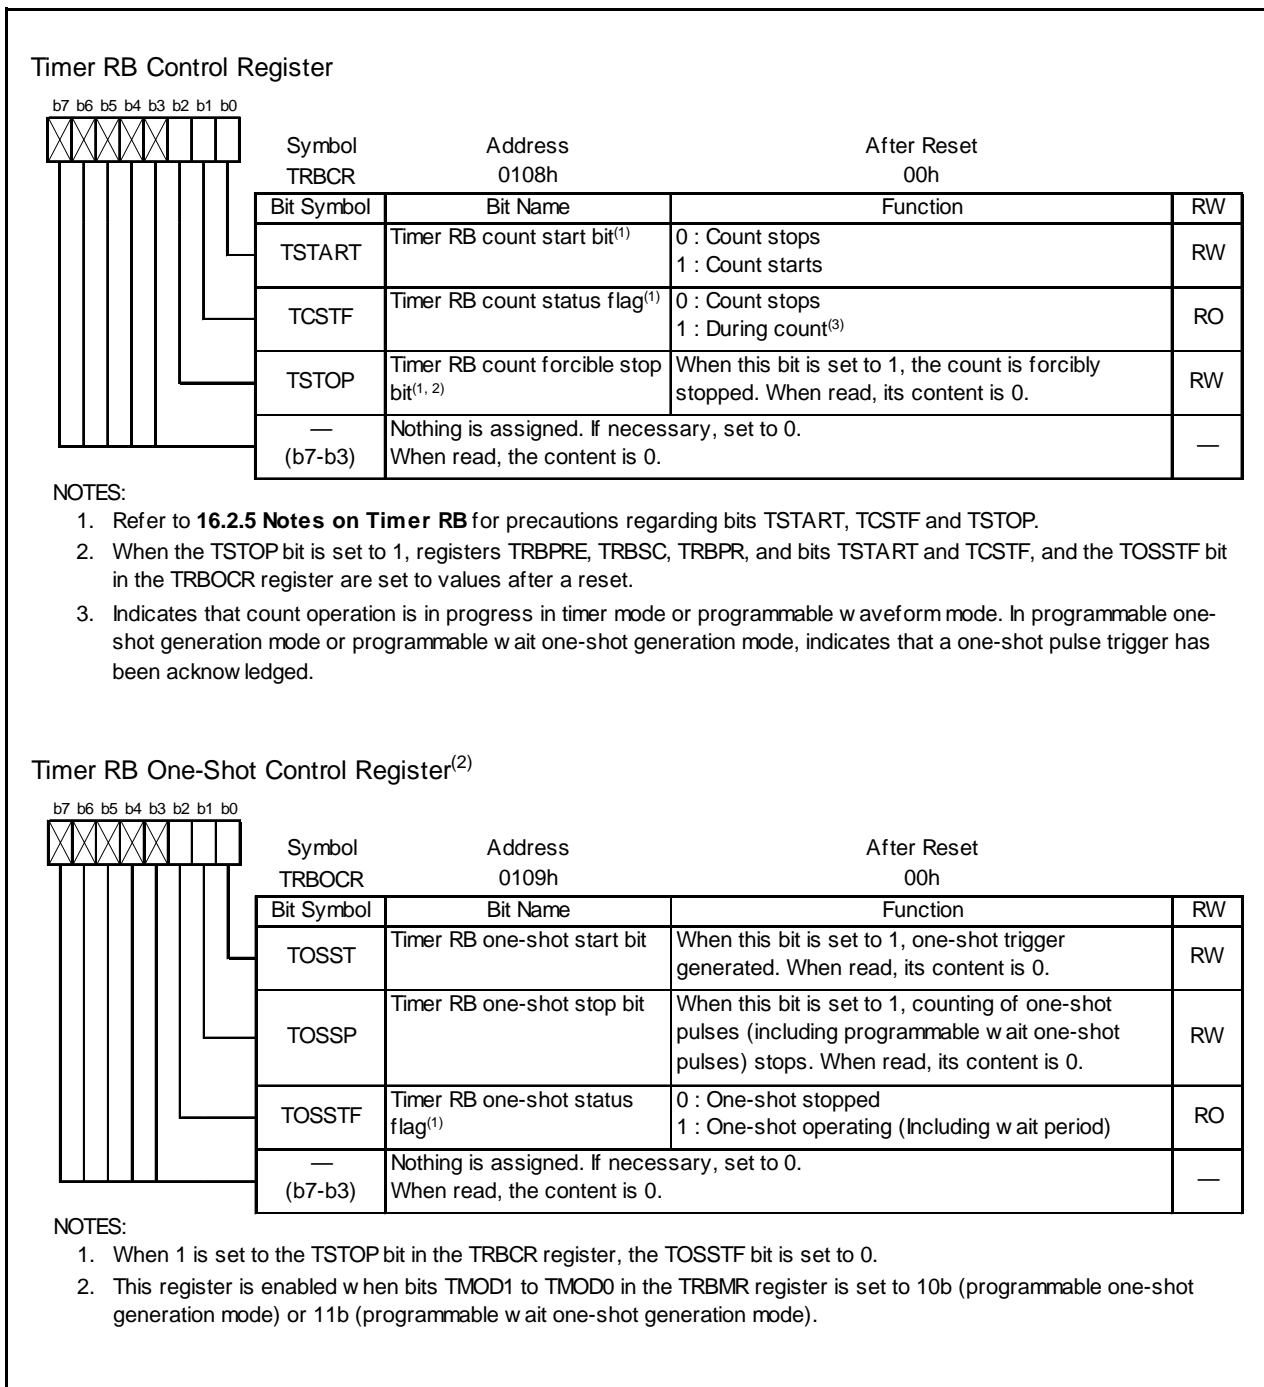 Timer RB Control Register
b7 b6 b5 b4 b3 b2 b1 b0
Symbol Address After Reset
TRBCR 0108h 00h
Bit Symbol Bit Name Function RW
TSTART Timer RB count start bit(1) 0 : Count stops
1 : Count starts RW
TCSTF Timer RB count status flag(1) 0 : Count stops
1 : During count(3) RO
TSTOP Timer RB count forcible stop When this bit is set to 1, the count is forcibly
bit(1, 2) stopped. When read, its content is 0. RW
— Nothing is assigned. If necessary, set to 0.
(b7-b3) When read, the content is 0. —
NOTES:
1. Refer to 16.2.5 Notes on Timer RB for precautions regarding bits TSTART, TCSTF and TSTOP.
2. When the TSTOP bit is set to 1, registers TRBPRE, TRBSC, TRBPR, and bits TSTART and TCSTF, and the TOSSTF bit
in the TRBOCR register are set to values after a reset.
3. Indicates that count operation is in progress in timer mode or programmable waveform mode. In programmable one-
shot generation mode or programmable wait one-shot generation mode, indicates that a one-shot pulse trigger has
been acknowledged.
Timer RB One-Shot Control Register(2)
b7 b6 b5 b4 b3 b2 b1 b0
Symbol Address After Reset
TRBOCR 0109h 00h
Bit Symbol Bit Name Function RW
TOSST Timer RB one-shot start bit When this bit is set to 1, one-shot trigger
generated. When read, its content is 0. RW
TOSSP Timer RB one-shot stop bit When this bit is set to 1, counting of one-shot
pulses (including programmable wait one-shot RW
pulses) stops. When read, its content is 0.
TOSSTF Timer RB one-shot status 0 : One-shot stopped
flag(1) 1 : One-shot operating (Including wait period) RO
— Nothing is assigned. If necessary, set to 0.
(b7-b3) When read, the content is 0. —
NOTES:
1. When 1 is set to the TSTOP bit in the TRBCR register, the TOSSTF bit is set to 0.
2. This register is enabled when bits TMOD1 to TMOD0 in the TRBMR register is set to 10b (programmable one-shot
generation mode) or 11b (programmable wait one-shot generation mode).